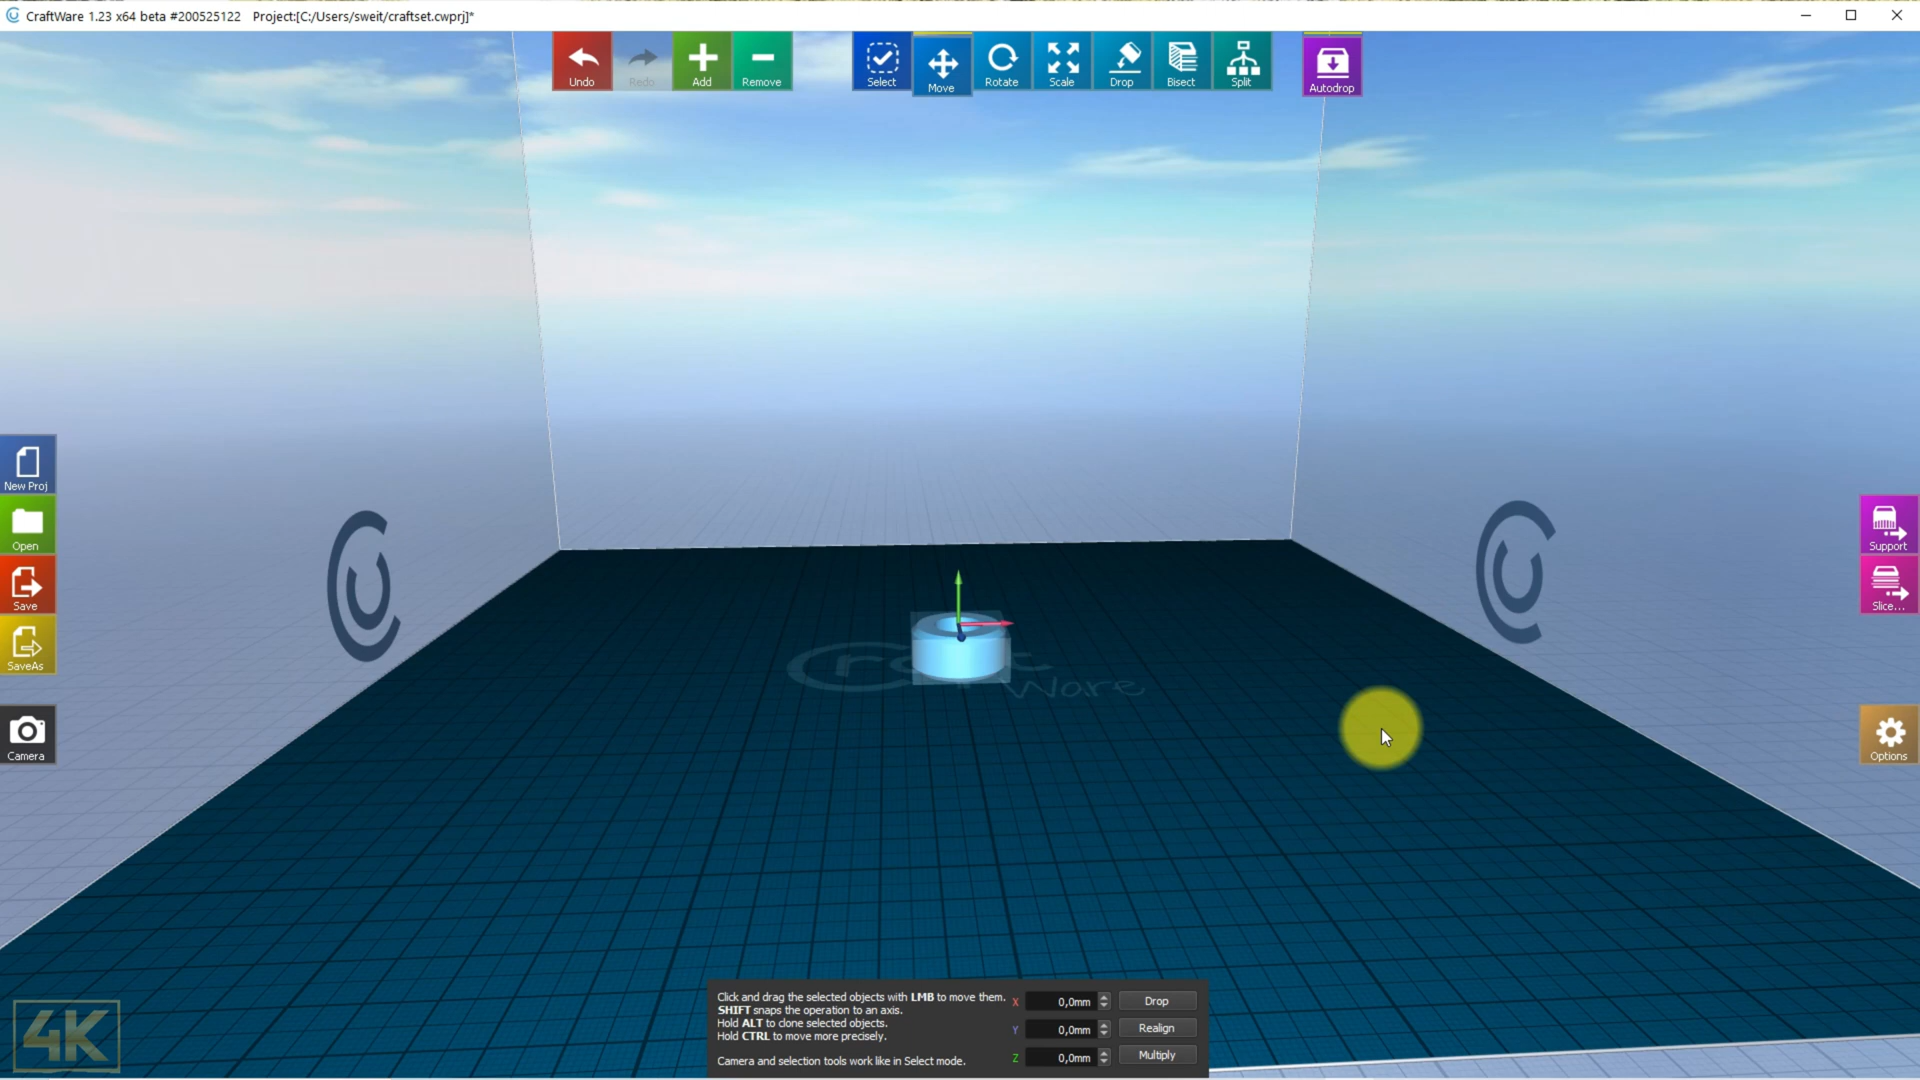 CraftWare 1.23 x64 beta #200525122 Project:[C:/Users/sweit/craftset.cwprj]*
Undo
Redo
Add
Remove
Select
Move
Rotate
Scale
Drop
Bisect
Split
Autodrop
New Proj
Open
Save
SaveAs
Camera
Support
Slice...
Options
Craft
Ware
Click and drag the selected objects with LMB to move them.
SHIFT snaps the operation to an axis.
Hold ALT to clone selected objects.
Hold CTRL to move more precisely.
Camera and selection tools work like in Select mode.
X 0,0mm Drop
Y 0,0mm Realign
Z 0,0mm Multiply
4K